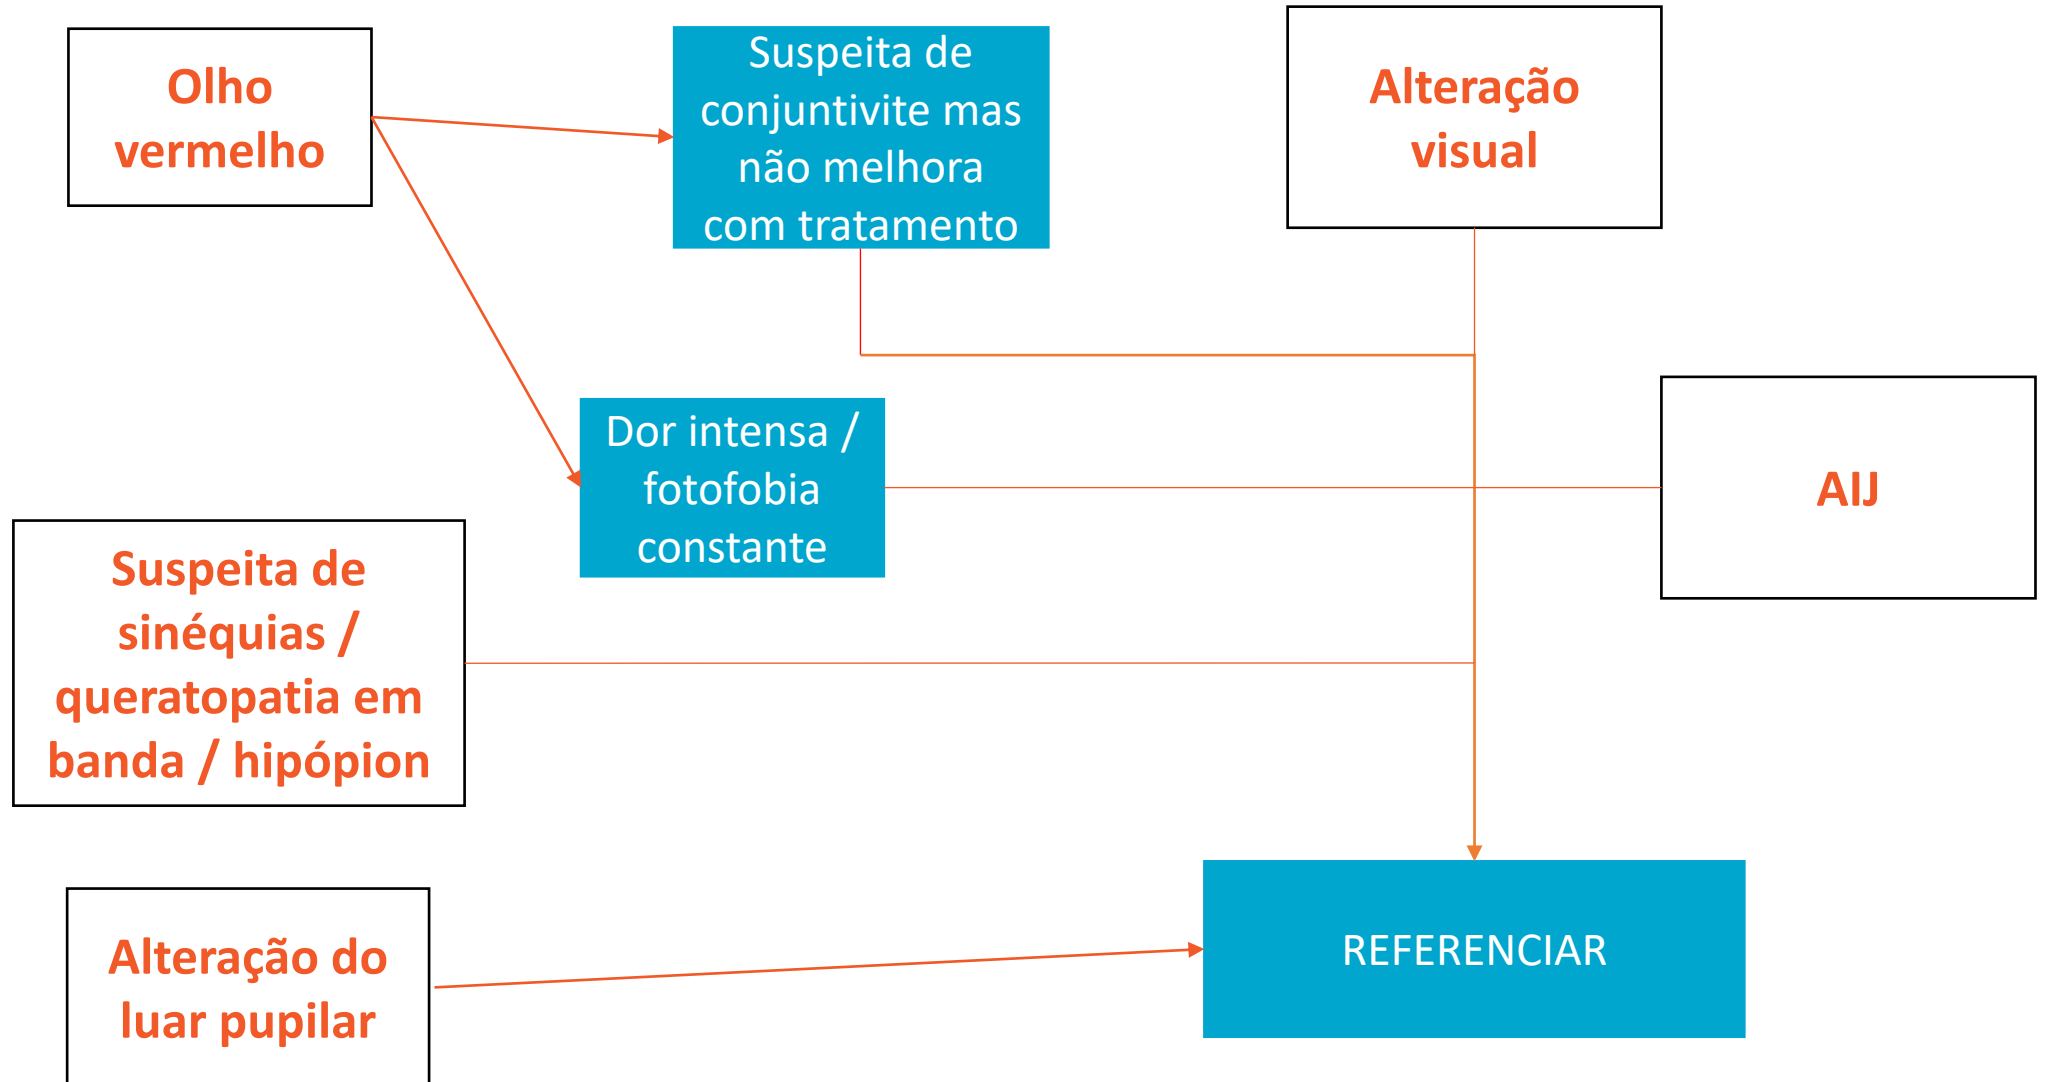 Olho
vermelho
Suspeita de
conjuntivite mas
não melhora
com tratamento
Alteração
visual
Dor intensa /
fotofobia
constante
AIJ
Suspeita de
sinéquias /
queratopatia em
banda / hipópion
Alteração do
luar pupilar
REFERENCIAR